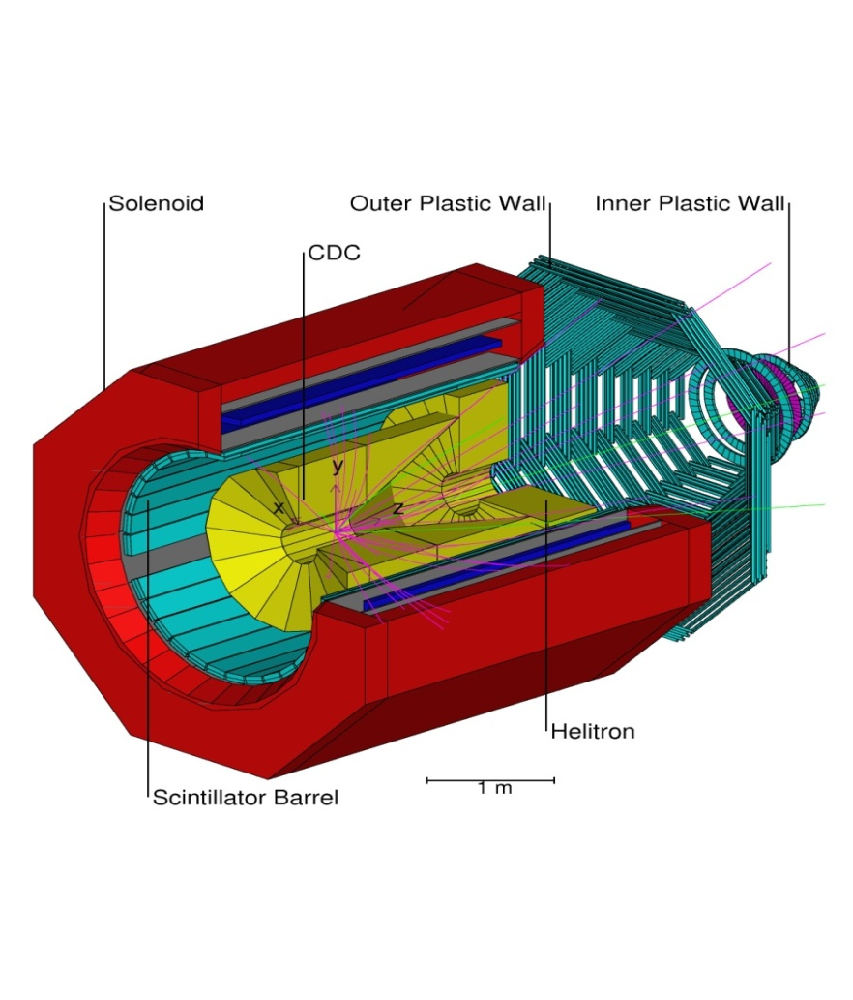 Solenoid
Outer Plastic Wall
Inner Plastic Wall
CDC
y
x
z
Helitron
1 m
Scintillator Barrel